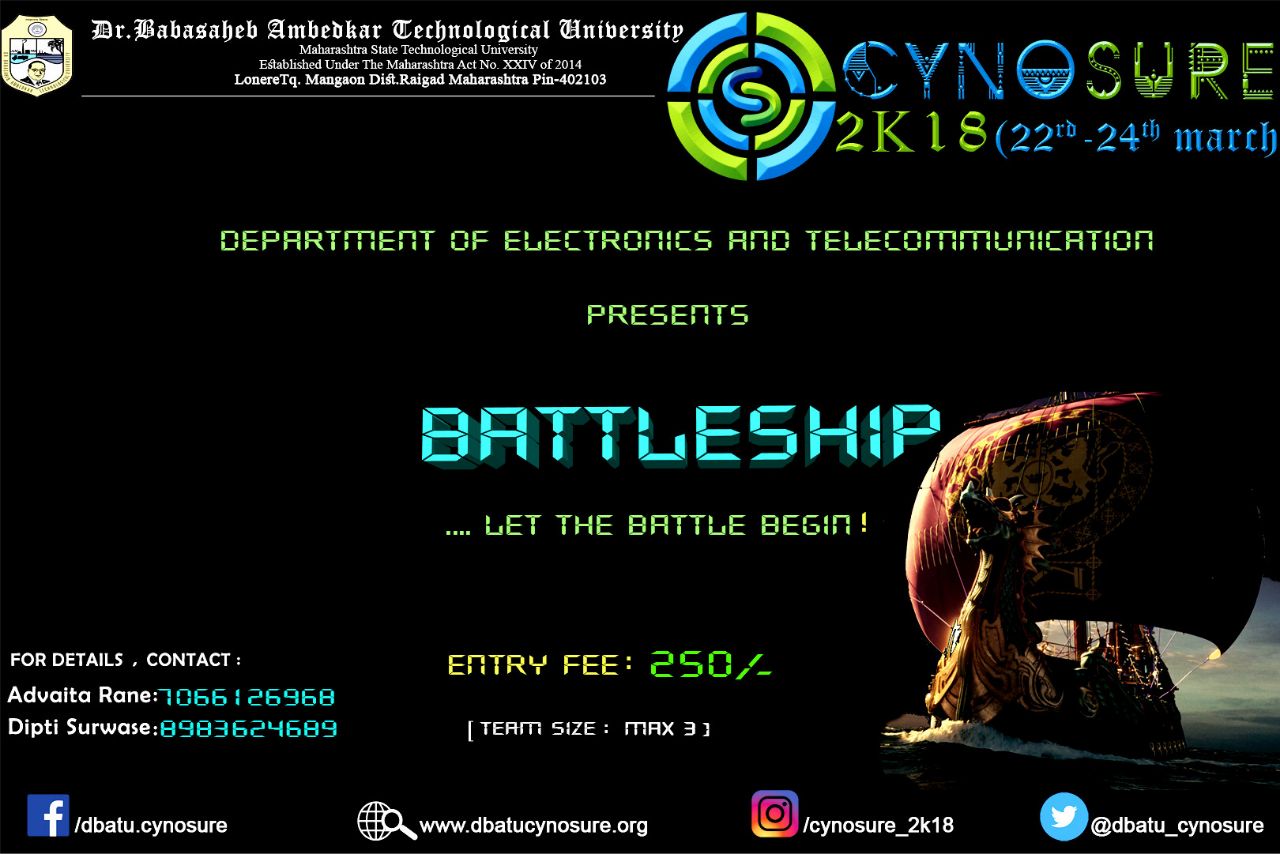 Dr.Babasaheb Ambedkar Technological University
Maharashtra State Technological University
Established Under The Maharashtra Act No. XXIV of 2014
LonereTq. Mangaon Dist.Raigad Maharashtra Pin-402103
CYNOSURE
2K18 (22rd -24th march
DEPARTMENT OF ELECTRONICS AND TELECOMMUNICATION
PRESENTS
BATTLESHIP
.... LET THE BATTLE BEGIN!
FOR DETAILS , CONTACT :
Advaita Rane:7066126968
Dipti Surwase:8983624689
ENTRY FEE: 250/-
[TEAM SIZE : MAX 3]
/dbatu.cynosure
www.dbatucynosure.org
/cynosure_2k18
@dbatu_cynosure